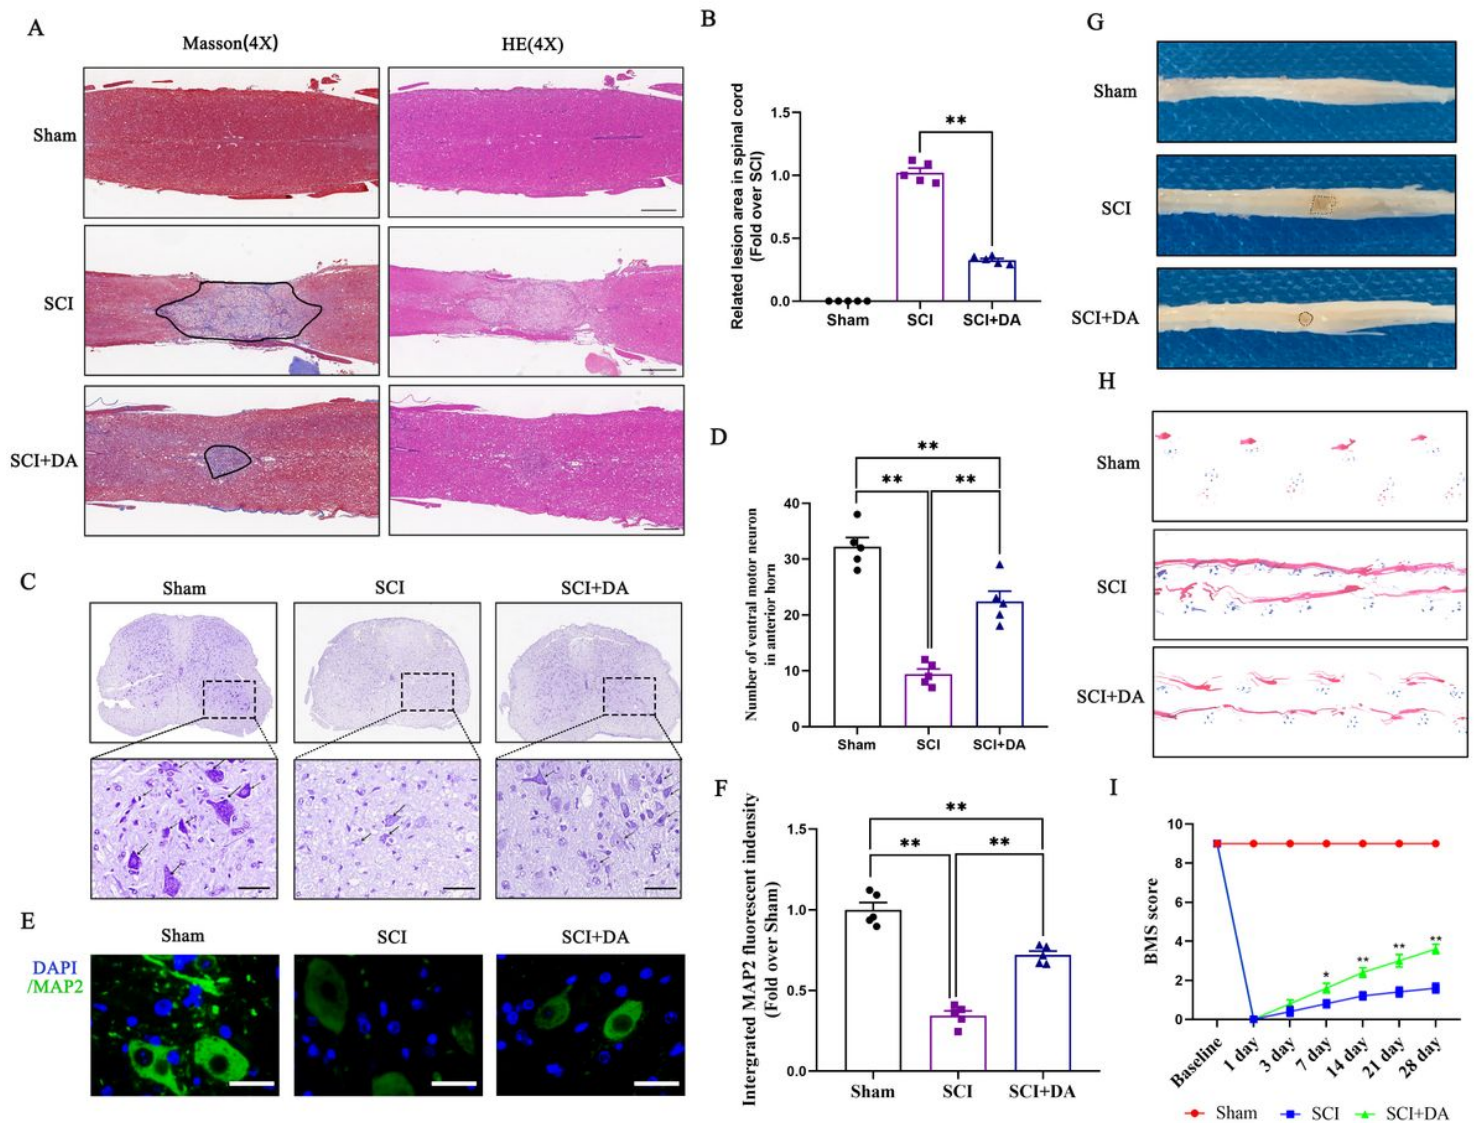 A
Masson(4X)
HE(4X)
Sham
SCI
SCI+DA
B
Related lesion area in spinal cord
(Fold over SCI)
1.5
1.0
0.5
0.0
**
Sham
SCI
SCI+DA
C
Sham
SCI
SCI+DA
D
Number of ventral motor neuron
in anterior horn
40
30
20
10
0
**
**
**
Sham
SCI
SCI+DA
E
Sham
SCI
SCI+DA
DAPI
/MAP2
F
Intergrated MAP2 fluorescent indensity
(Fold over Sham)
1.5
1.0
0.5
0.0
**
**
**
Sham
SCI
SCI+DA
G
Sham
SCI
SCI+DA
H
Sham
SCI
SCI+DA
I
BMS score
10
8
6
4
2
0
*
**
**
**
Baseline
1 day
3 day
7 day
14 day
21 day
28 day
Sham
SCI
SCI+DA